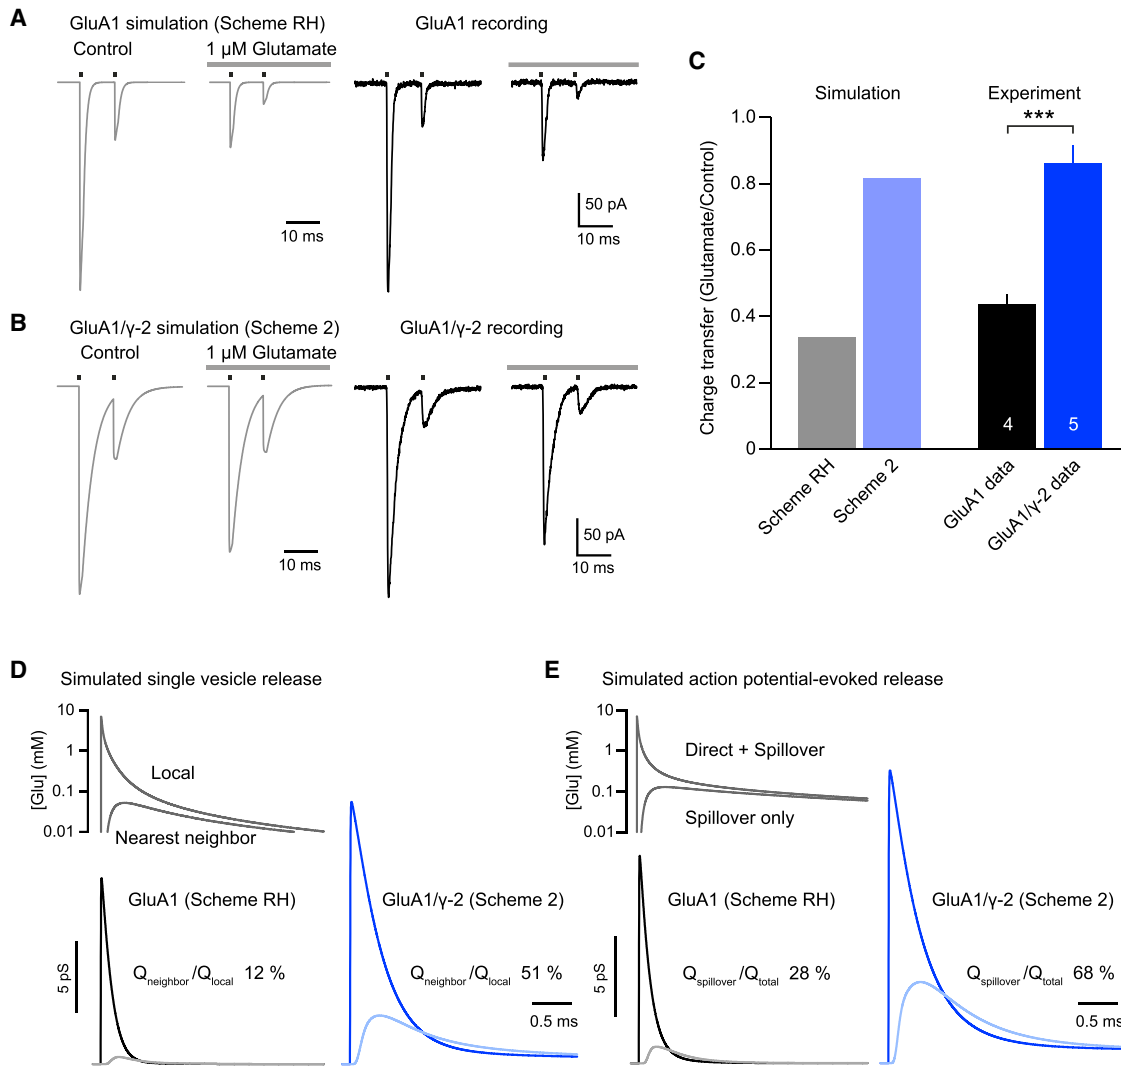 A
GluA1 simulation (Scheme RH)
Control
1 µM Glutamate
10 ms
GluA1 recording
50 pA
10 ms
B
GluA1/γ-2 simulation (Scheme 2)
Control
1 µM Glutamate
10 ms
GluA1/γ-2 recording
50 pA
10 ms
C
Simulation
Experiment
***
Charge transfer (Glutamate/Control)
1.0
0.8
0.6
0.4
0.2
0
4
5
Scheme RH
Scheme 2
GluA1 data
GluA1/γ-2 data
D
Simulated single vesicle release
[Glu] (mM)
10
1
0.1
0.01
Local
Nearest neighbor
GluA1 (Scheme RH)
Qneighbor/Qlocal 12 %
5 pS
GluA1/γ-2 (Scheme 2)
Qneighbor/Qlocal 51 %
0.5 ms
E
Simulated action potential-evoked release
[Glu] (mM)
10
1
0.1
0.01
Direct + Spillover
Spillover only
GluA1 (Scheme RH)
Qspillover/Qtotal 28 %
5 pS
GluA1/γ-2 (Scheme 2)
Qspillover/Qtotal 68 %
0.5 ms